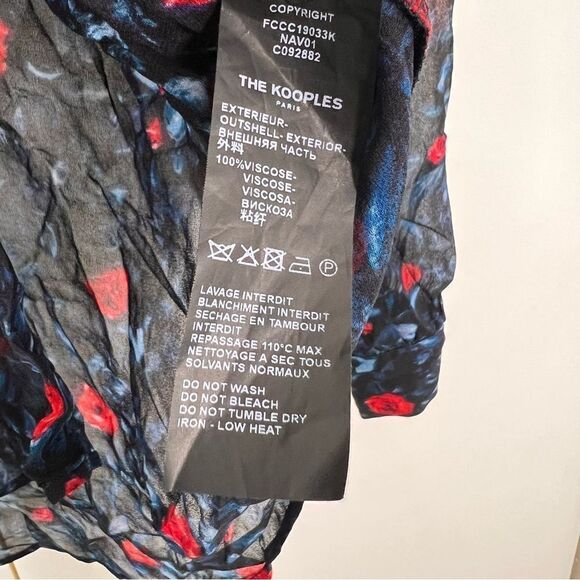 COPYRIGHT
FCCC19033K
NAV01
C092882
THE KOOPLES
PARIS
EXTERIEUR-
OUTSHELL- EXTERIOR-
ВНЕШНЯЯ ЧАСТЬ
外料
100%VISCOSE-
VISCOSE-
VISCOSA-
ВИСКОЗА
粘纤
P
LAVAGE INTERDIT
BLANCHIMENT INTERDIT
SECHAGE EN TAMBOUR
INTERDIT
REPASSAGE 110°C MAX
NETTOYAGE A SEC TOUS
SOLVANTS NORMAUX
DO NOT WASH
DO NOT BLEACH
DO NOT TUMBLE DRY
IRON - LOW HEAT